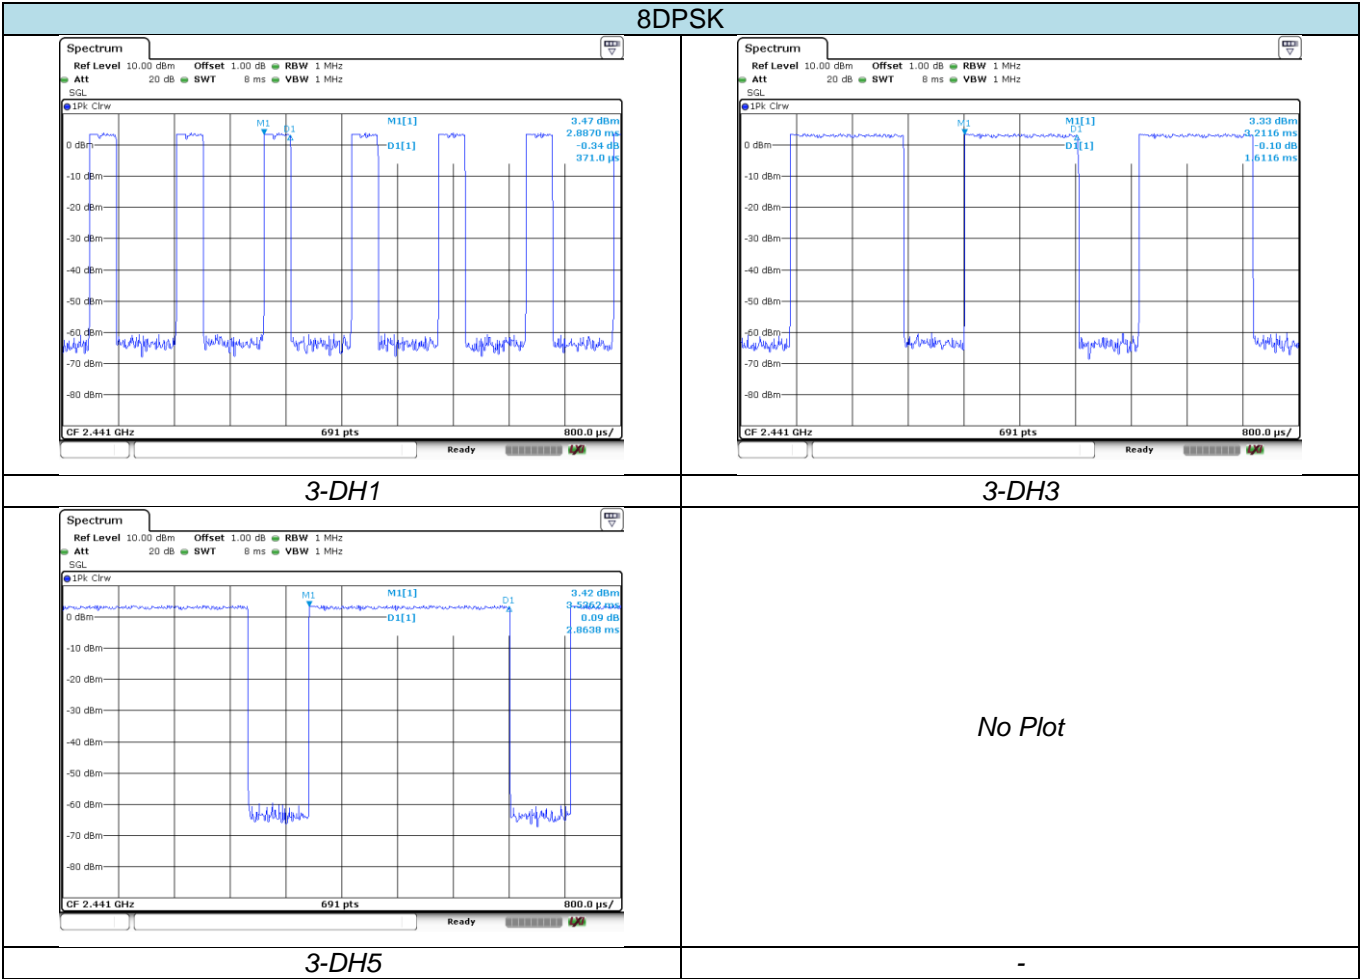 8DPSK
Spectrum
Ref Level 10.00 dBm Offset 1.00 dB RBW 1 MHz
Att 20 dB SWT 8 ms VBW 1 MHz
SGL
1Pk Clrw
M1[1] 3.47 dBm
2.8870 ms
D1[1] -0.34 dB
371.0 µs
M1
D1
0 dBm
-10 dBm
-20 dBm
-30 dBm
-40 dBm
-50 dBm
-60 dBm
-70 dBm
-80 dBm
CF 2.441 GHz 691 pts 800.0 µs/
Ready
3-DH1
Spectrum
Ref Level 10.00 dBm Offset 1.00 dB RBW 1 MHz
Att 20 dB SWT 8 ms VBW 1 MHz
SGL
1Pk Clrw
M1[1] 3.33 dBm
3.2116 ms
D1[1] -0.10 dB
1.6116 ms
M1
D1
0 dBm
-10 dBm
-20 dBm
-30 dBm
-40 dBm
-50 dBm
-60 dBm
-70 dBm
-80 dBm
CF 2.441 GHz 691 pts 800.0 µs/
Ready
3-DH3
Spectrum
Ref Level 10.00 dBm Offset 1.00 dB RBW 1 MHz
Att 20 dB SWT 8 ms VBW 1 MHz
SGL
1Pk Clrw
M1[1] 3.42 dBm
ms
D1[1] 0.09 dB
2.8638 ms
M1
D1
0 dBm
-10 dBm
-20 dBm
-30 dBm
-40 dBm
-50 dBm
-60 dBm
-70 dBm
-80 dBm
CF 2.441 GHz 691 pts 800.0 µs/
Ready
3-DH5
No Plot
-